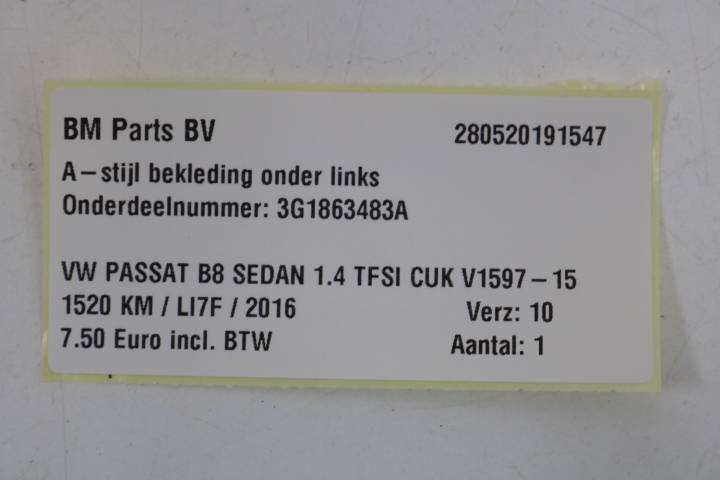 BM Parts BV 280520191547
A-stijl bekleding onder links
Onderdeelnummer: 3G1863483A
VW PASSAT B8 SEDAN 1.4 TFSI CUK V1597-15
1520 KM / LI7F / 2016 Verz: 10
7.50 Euro incl. BTW Aantal: 1